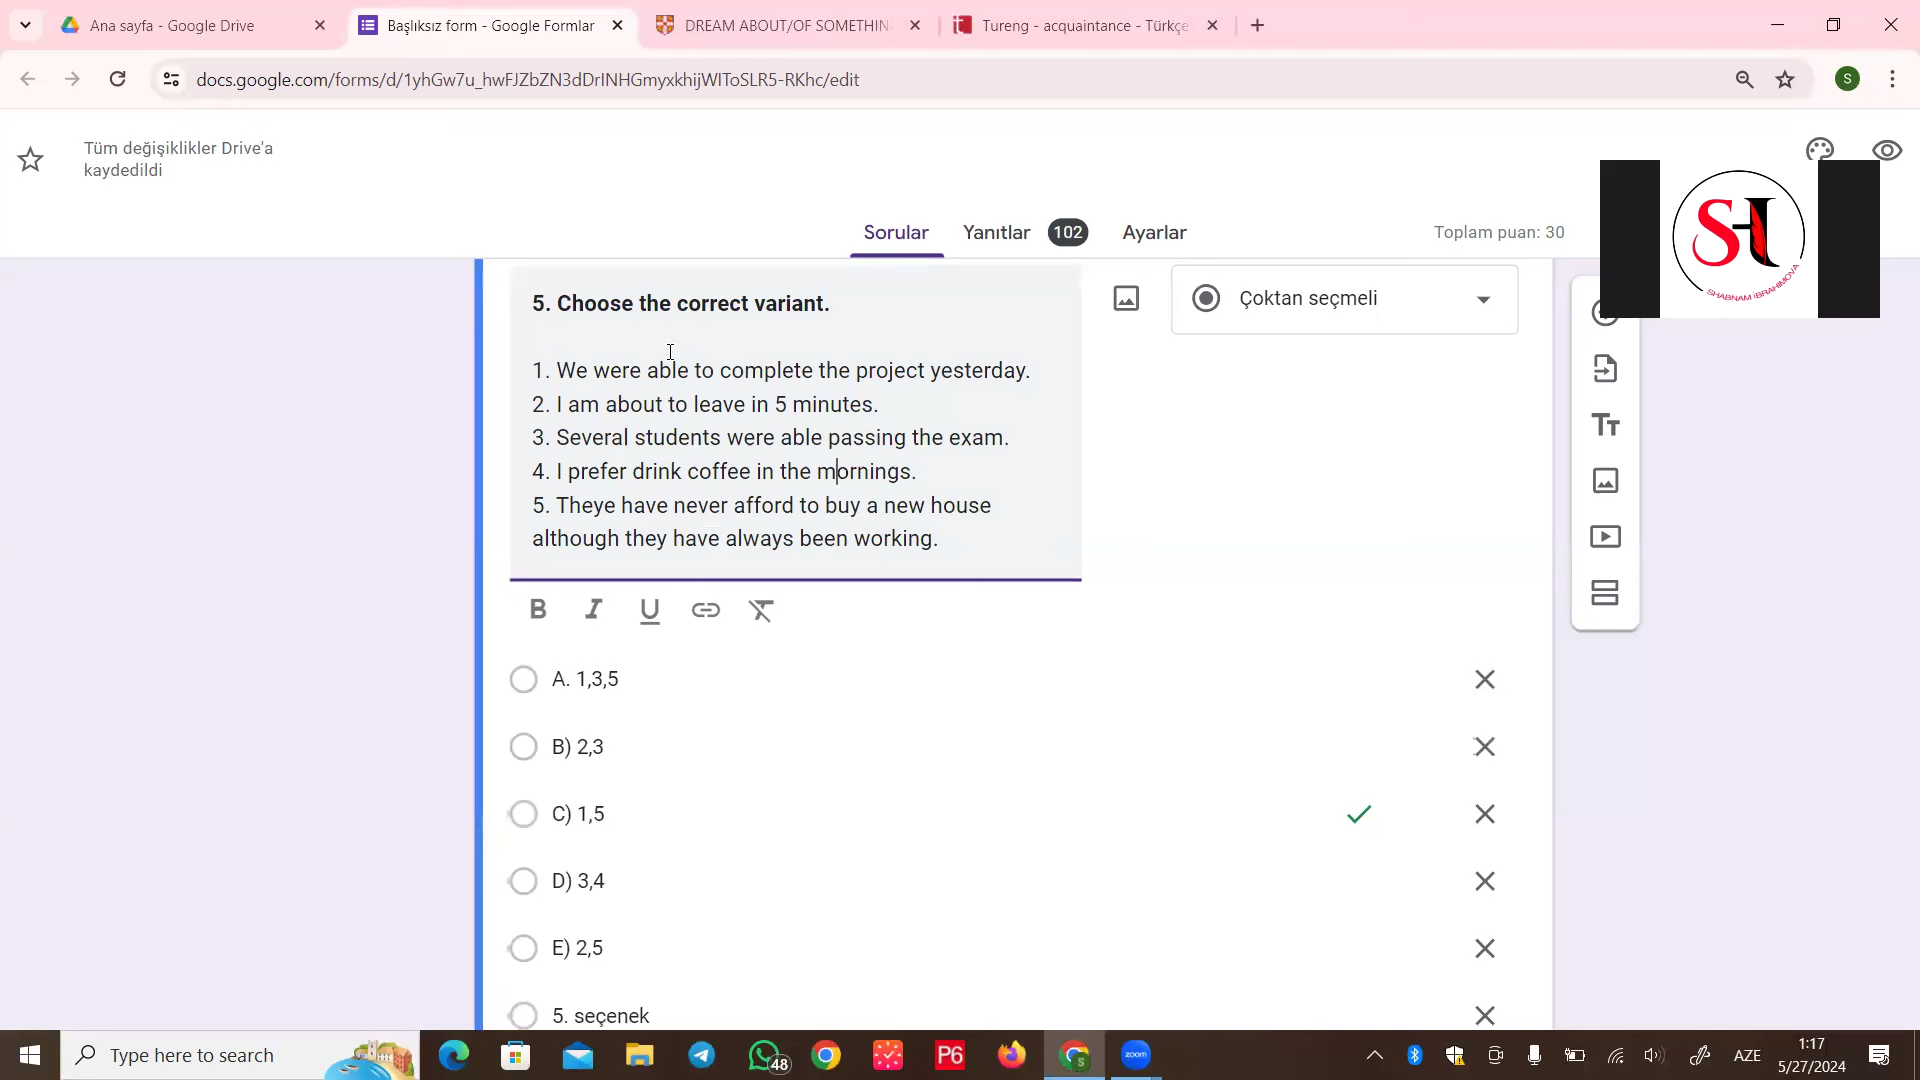 Ana sayfa - Google Drive
Başlıksız form - Google Formlar
DREAM ABOUT/OF SOMETHIN
Tureng - acquaintance - Türkçe
docs.google.com/forms/d/1yhGw7u_hwFJZbZN3dDrINHGmyxkhijWIToSLR5-RKhc/edit
S
Tüm değişiklikler Drive'a
kaydedildi
Sorular
Yanıtlar 102
Ayarlar
Toplam puan: 30
SH
SHABNAM IBRAHIMOVA
5. Choose the correct variant.
Çoktan seçmeli
1. We were able to complete the project yesterday.
2. I am about to leave in 5 minutes.
3. Several students were able passing the exam.
4. I prefer drink coffee in the mornings.
5. Theye have never afford to buy a new house
although they have always been working.
B I U
Tт
A. 1,3,5
B) 2,3
C) 1,5
D) 3,4
E) 2,5
5. seçenek
Type here to search
48
P6
S
zoom
AZE
1:17
5/27/2024